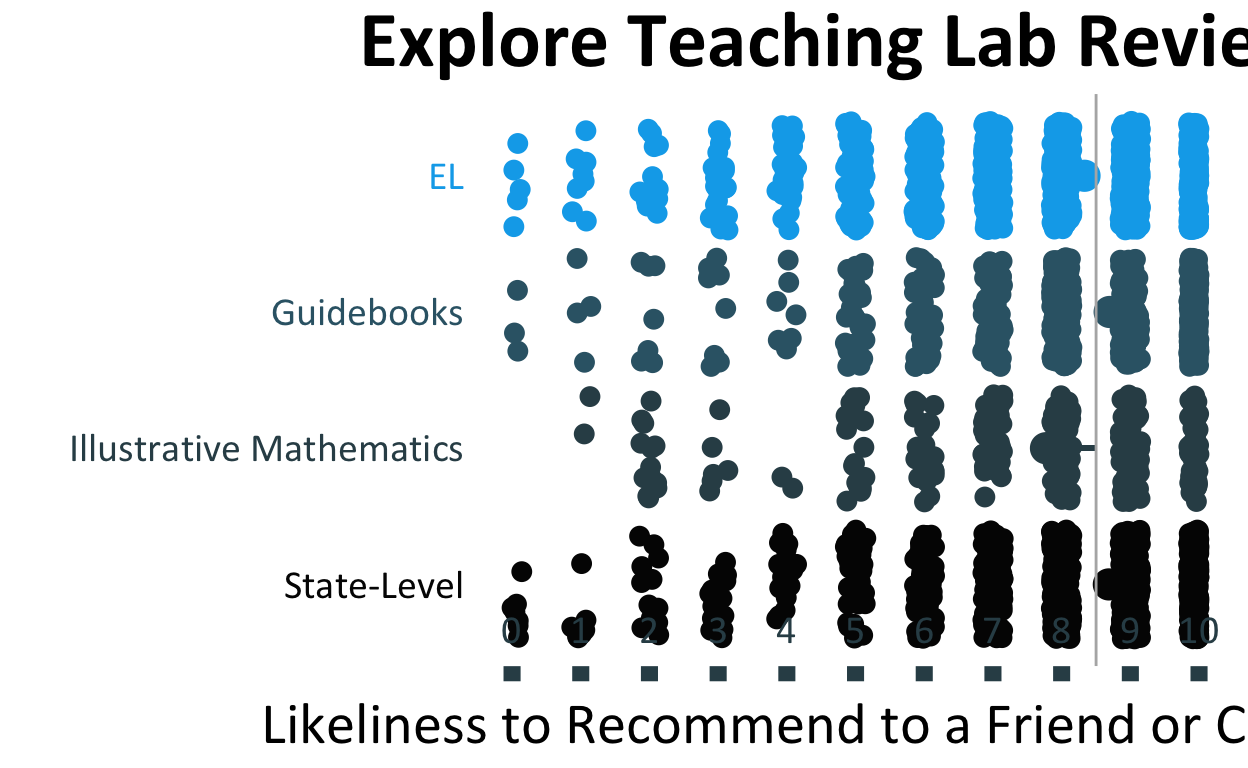 Explore Teaching Lab Revie
EL
Guidebooks
Illustrative Mathematics
State-Level
0 1 2 3 4 5 6 7 8 9 10
Likeliness to Recommend to a Friend or C